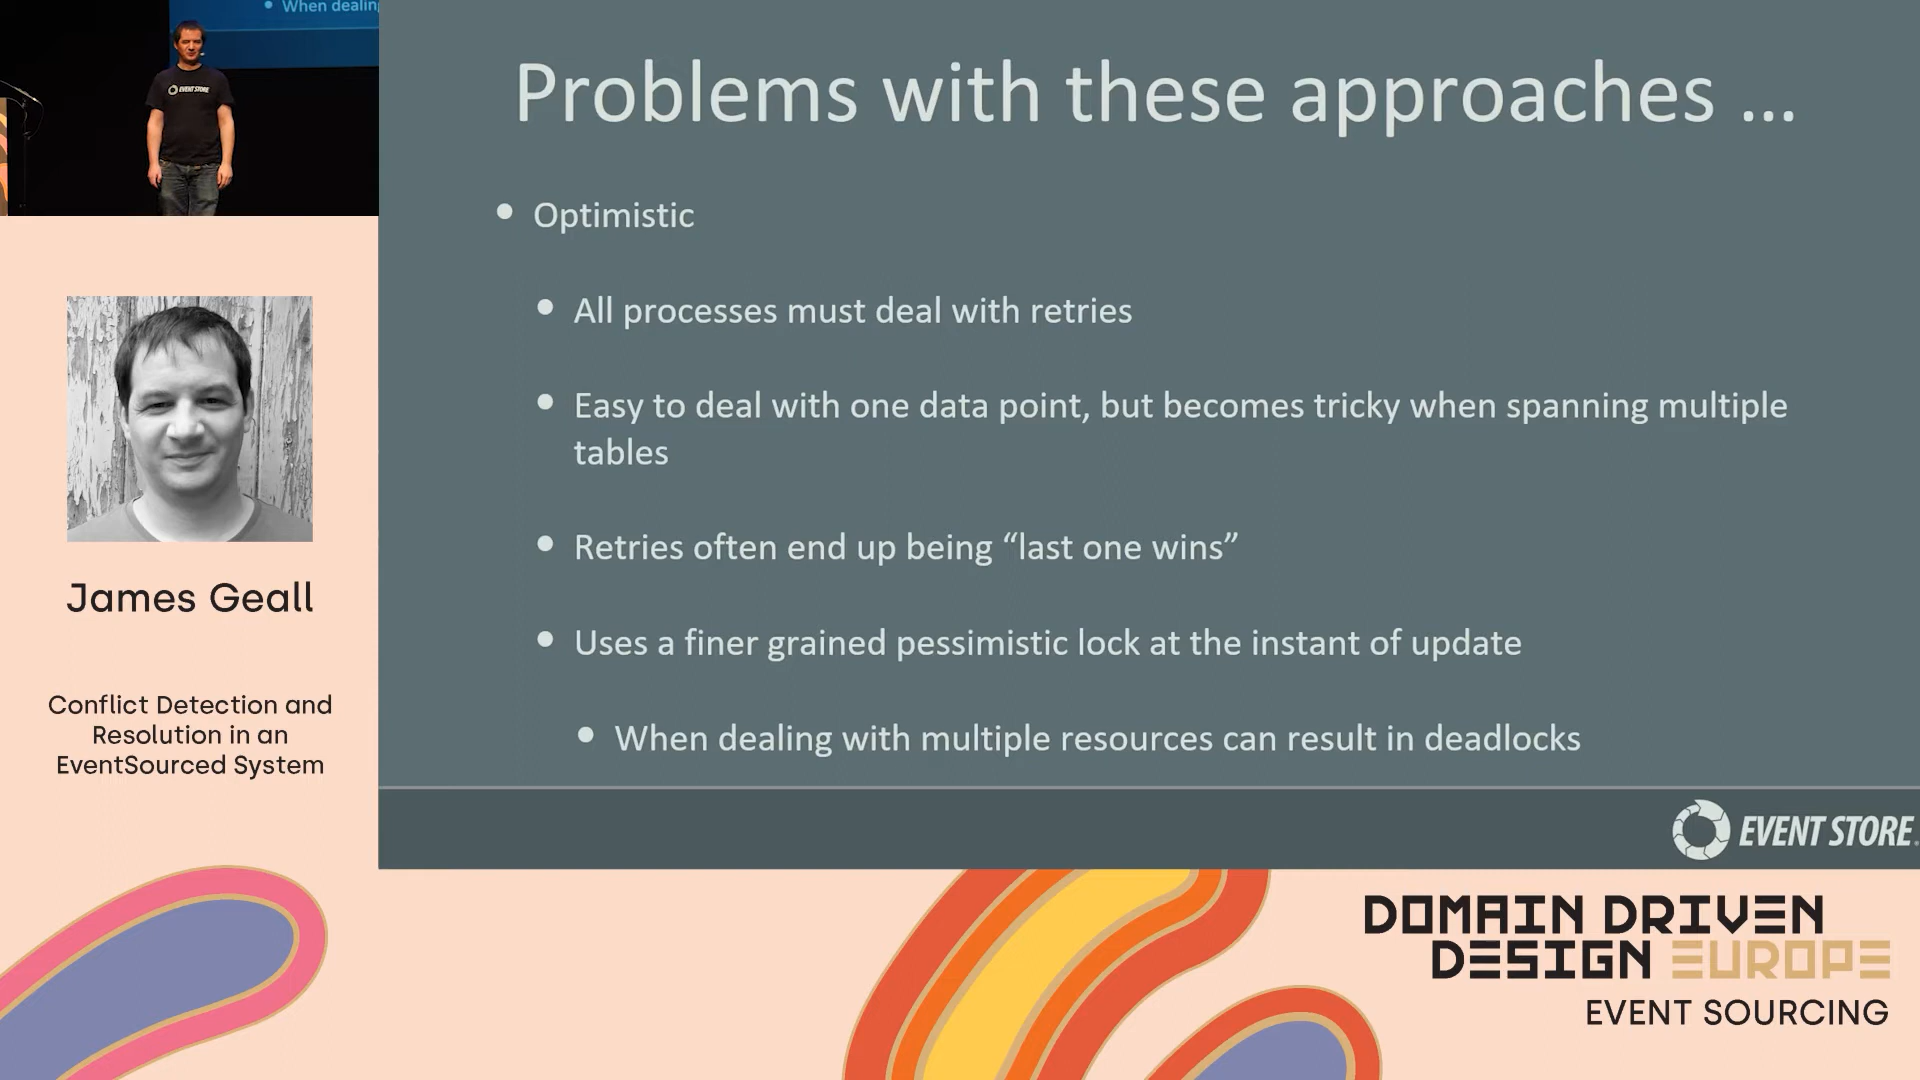 When dealin
EVENT STORE
Problems with these approaches ...
• Optimistic
• All processes must deal with retries
• Easy to deal with one data point, but becomes tricky when spanning multiple
tables
• Retries often end up being “last one wins”
• Uses a finer grained pessimistic lock at the instant of update
• When dealing with multiple resources can result in deadlocks
EVENT STORE®
James Geall
Conflict Detection and
Resolution in an
EventSourced System
DOMAIN DRIVEN
DESIGN EUROPE
EVENT SOURCING